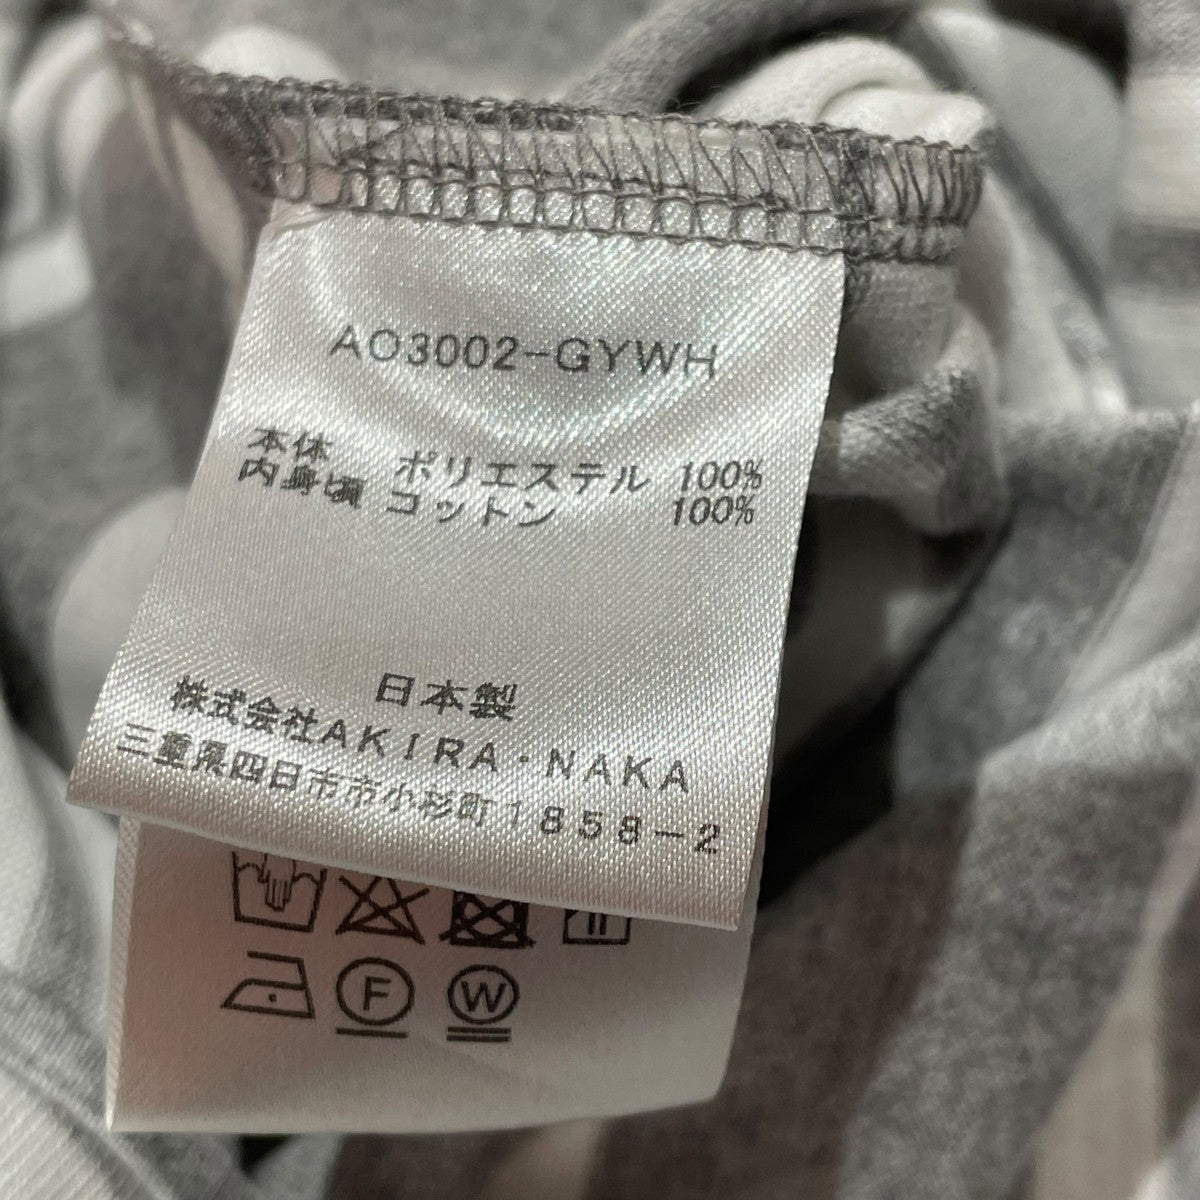 AO3002-GYWH
本体 ポリエステル 100%
内身頃 コットン 100%
日本製
株式会社AKIRA・NAKA
三重県四日市市小杉町1858-2
F W